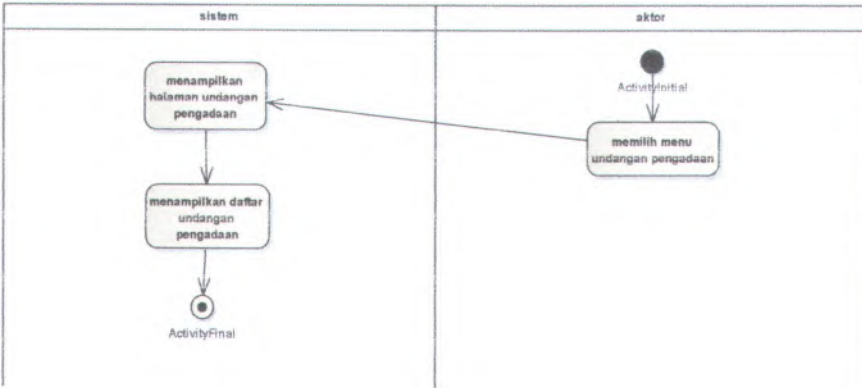 sistem
aktor
menampilkan
halaman undangan
pengadaan
ActivityInitial
memilih menu
undangan pengadaan
menampilkan daftar
undangan
pengadaan
ActivityFinal